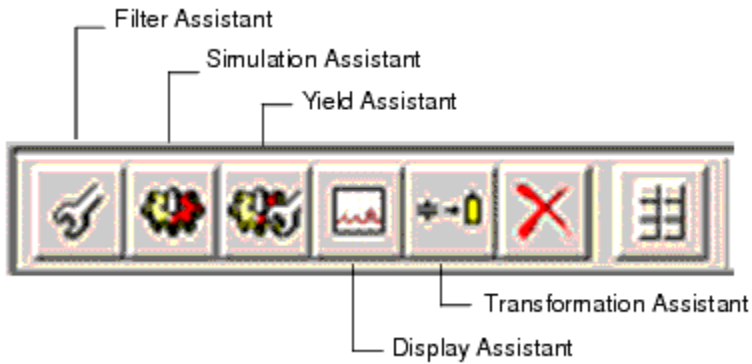 Filter Assistant
Simulation Assistant
Yield Assistant
Transformation Assistant
Display Assistant